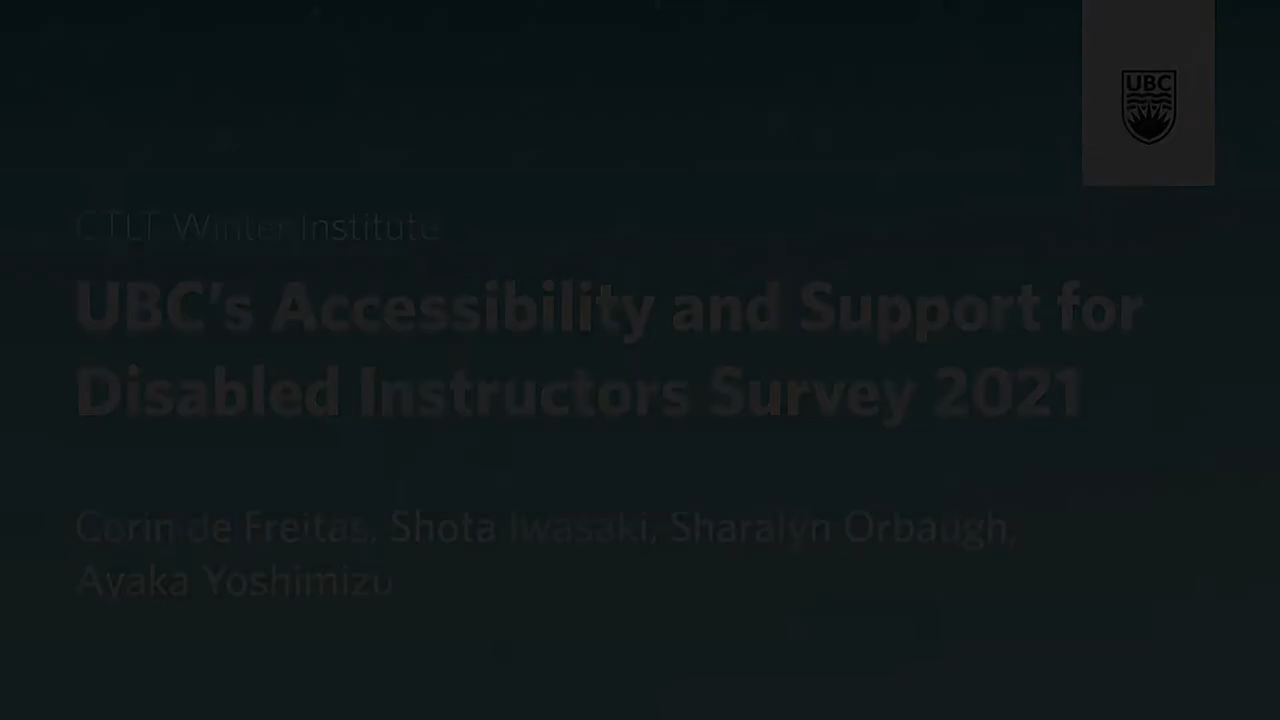 UBC
CTLT Winter Institute
UBC's Accessibility and Support for
Disabled Instructors Survey 2021
Corin de Freitas, Shota Iwasaki, Sharalyn Orbaugh,
Ayaka Yoshimizu